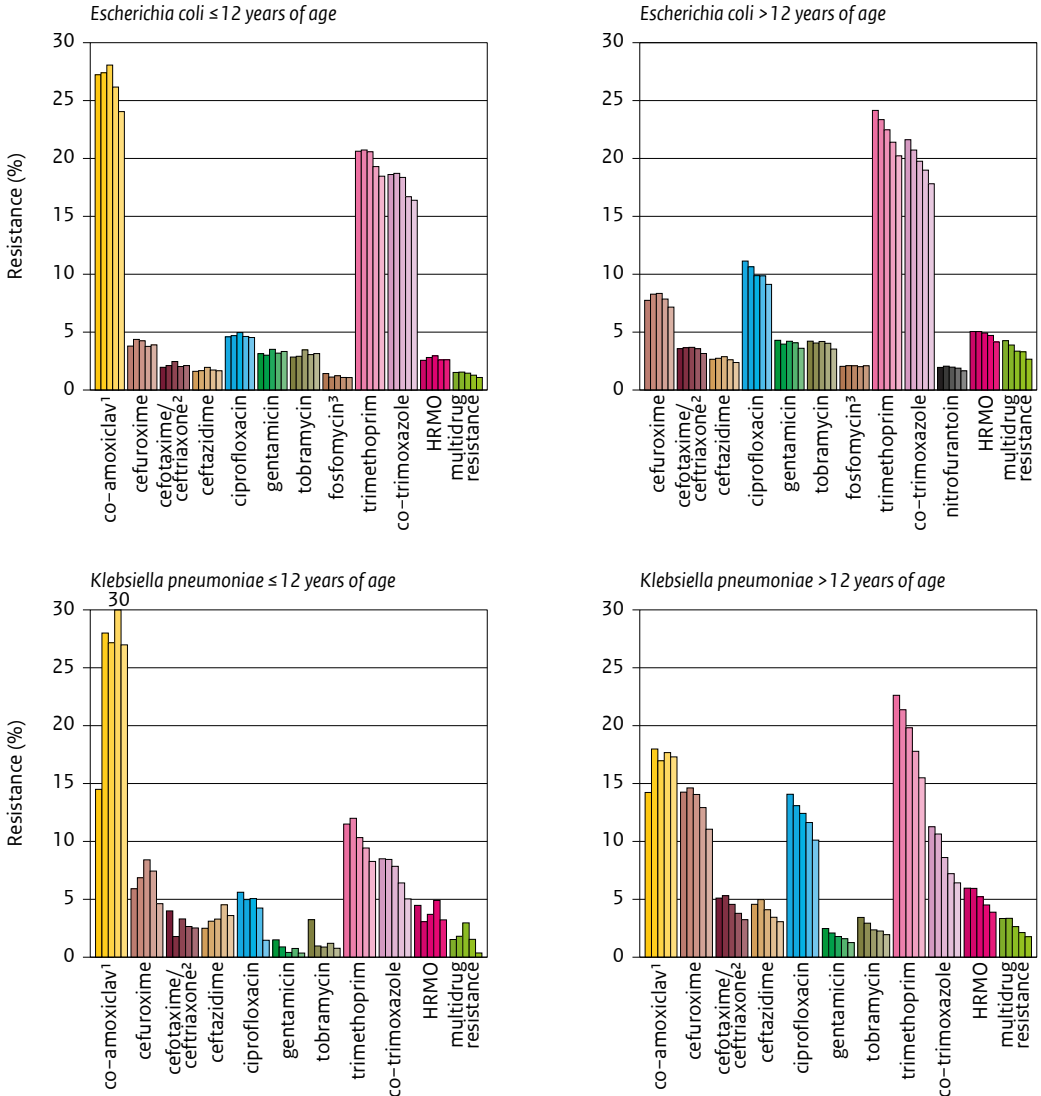 Escherichia coli ≤ 12 years of age
Resistance (%)
30
25
20
15
10
5
0
co–amoxiclav¹
cefuroxime
cefotaxime/
ceftriaxone²
ceftazidime
ciprofloxacin
gentamicin
tobramycin
fosfomycin³
trimethoprim
co–trimoxazole
HRMO
multidrug
resistance
Escherichia coli > 12 years of age
30
25
20
15
10
5
0
cefuroxime
cefotaxime/
ceftriaxone²
ceftazidime
ciprofloxacin
gentamicin
tobramycin
fosfomycin³
trimethoprim
co–trimoxazole
nitrofurantoin
HRMO
multidrug
resistance
Klebsiella pneumoniae ≤ 12 years of age
30
Resistance (%)
30
25
20
15
10
5
0
co–amoxiclav¹
cefuroxime
cefotaxime/
ceftriaxone²
ceftazidime
ciprofloxacin
gentamicin
tobramycin
trimethoprim
co–trimoxazole
HRMO
multidrug
resistance
Klebsiella pneumoniae > 12 years of age
30
25
20
15
10
5
0
co–amoxiclav¹
cefuroxime
cefotaxime/
ceftriaxone²
ceftazidime
ciprofloxacin
gentamicin
tobramycin
trimethoprim
co–trimoxazole
HRMO
multidrug
resistance